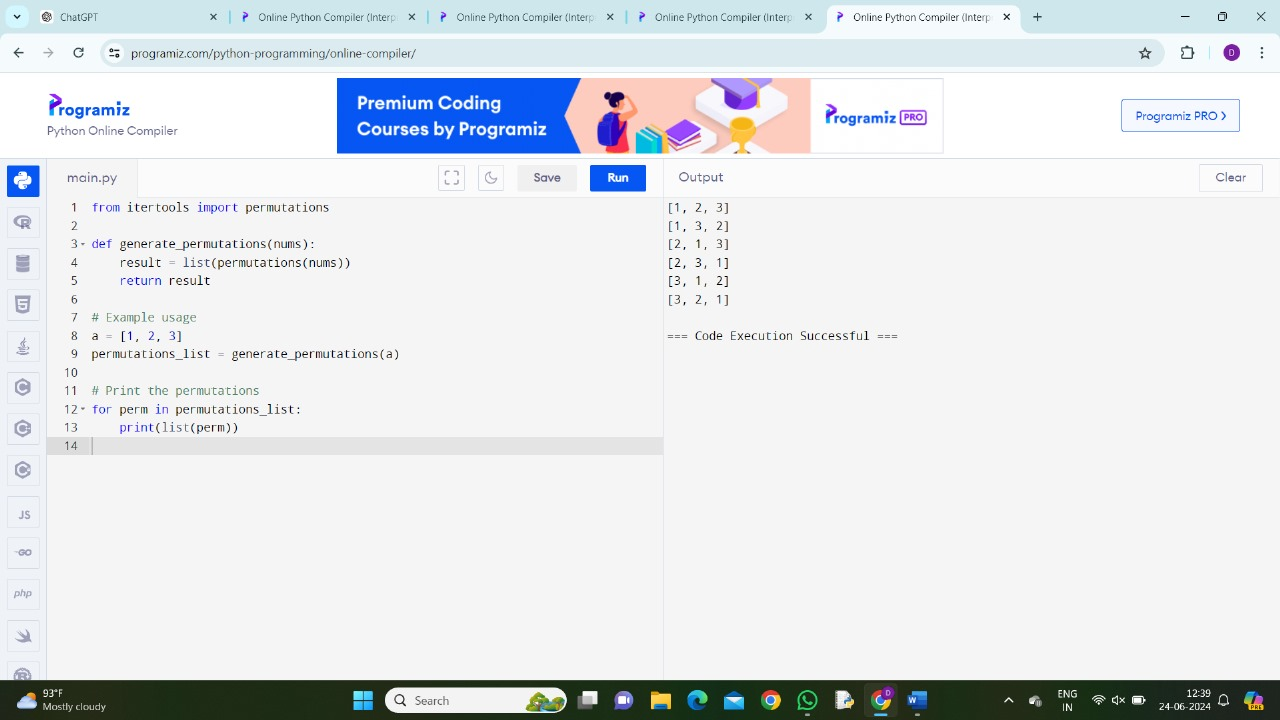 ChatGPT
Online Python Compiler (Interp
Online Python Compiler (Interp
Online Python Compiler (Interp
Online Python Compiler (Interp
programiz.com/python-programming/online-compiler/
D
Programiz
Python Online Compiler
Premium Coding
Courses by Programiz
Programiz PRO
Programiz PRO
main.py
Save
Run
Output
Clear
1 from itertools import permutations
2
3 def generate_permutations(nums):
4     result = list(permutations(nums))
5     return result
6
7 # Example usage
8 a = [1, 2, 3]
9 permutations_list = generate_permutations(a)
10
11 # Print the permutations
12 for perm in permutations_list:
13     print(list(perm))
14
[1, 2, 3]
[1, 3, 2]
[2, 1, 3]
[2, 3, 1]
[3, 1, 2]
[3, 2, 1]
=== Code Execution Successful ===
JS
GO
php
93°F
Mostly cloudy
Search
D
ENG
IN
12:39
24-06-2024
PRE